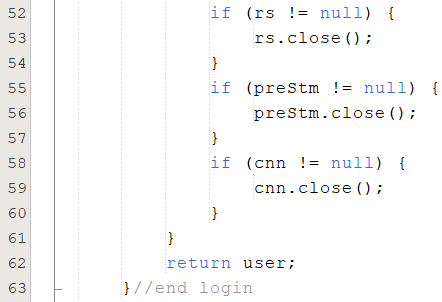 52 if (rs != null) {
53 rs.close();
54 }
55 if (preStm != null) {
56 preStm.close();
57 }
58 if (cnn != null) {
59 cnn.close();
60 }
61 }
62 return user;
63 }//end login